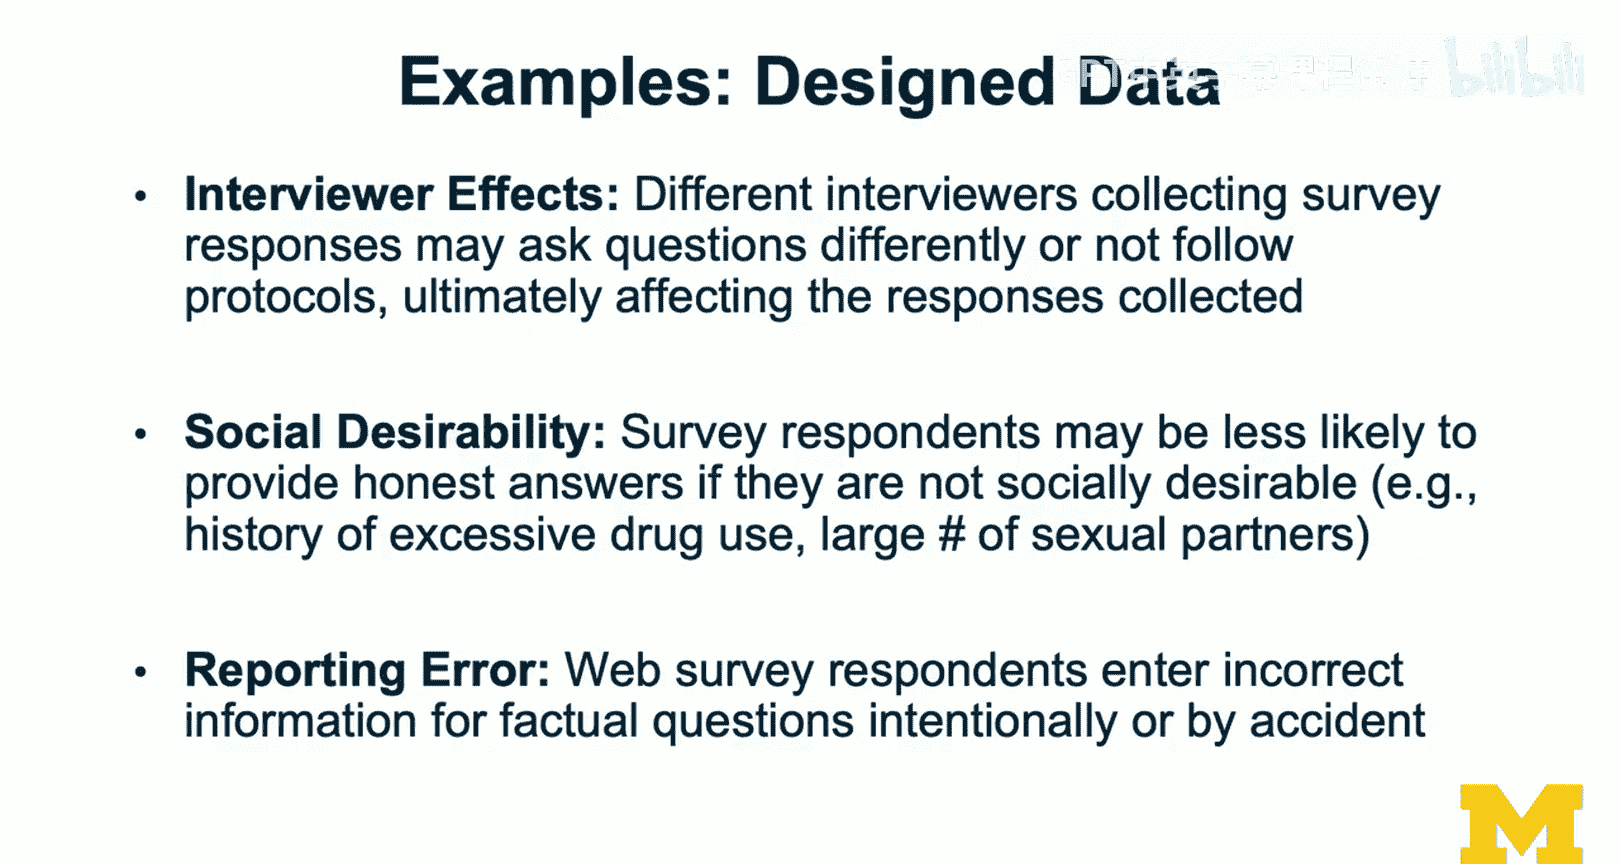 Examples: Designed Data
bilibili
• Interviewer Effects: Different interviewers collecting survey
responses may ask questions differently or not follow
protocols, ultimately affecting the responses collected
• Social Desirability: Survey respondents may be less likely to
provide honest answers if they are not socially desirable (e.g.,
history of excessive drug use, large # of sexual partners)
• Reporting Error: Web survey respondents enter incorrect
information for factual questions intentionally or by accident
M